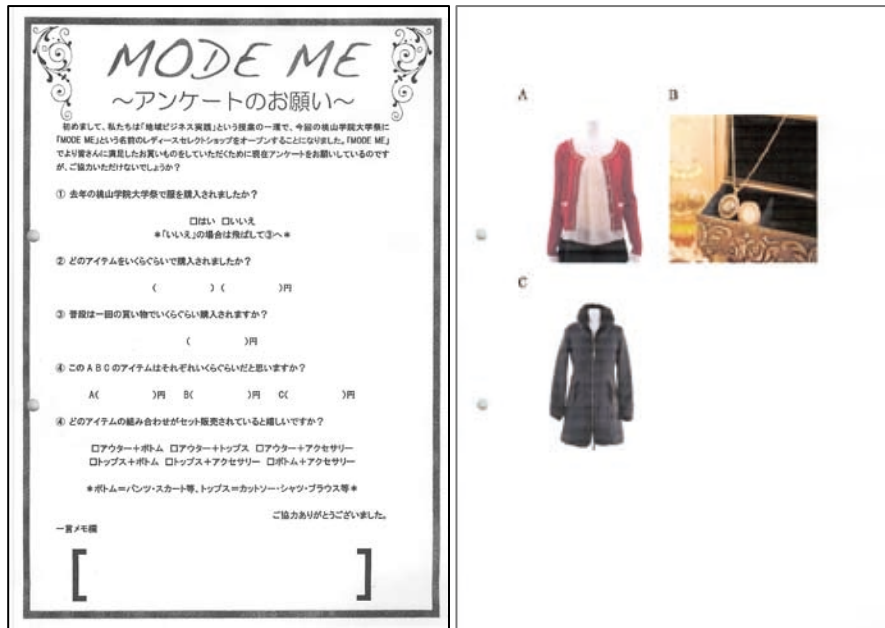 MODE ME
～アンケートのお願い～
初めまして、私たちは「地域ビジネス実践」という授業の一環で、今回の桃山学院大学祭に
「MODE ME」という名前のレディースセレクトショップをオープンすることになりました。「MODE ME」
でより皆さんに満足したお買いものをしていただくために現在アンケートをお願いしているのです
が、ご協力いただけないでしょうか？
① 去年の桃山学院大学祭で服を購入されましたか？
□はい □いいえ
＊「いいえ」の場合は飛ばして③へ＊
② どのアイテムをいくらぐらいで購入されましたか？
（　　　　）（　　　　）円
③ 普段は一回の買い物でいくらぐらい購入されますか？
（　　　　）円
④ このＡＢＣのアイテムはそれぞれいくらぐらいだと思いますか？
A(　　　　)円 B(　　　　)円 C(　　　　)円
④ どのアイテムの組み合わせがセット販売されていると嬉しいですか？
□アウター＋ボトム □アウター＋トップス □アウター＋アクセサリー
□トップス＋ボトム □トップス＋アクセサリー □ボトム＋アクセサリー
＊ボトム＝パンツ・スカート等、トップス＝カットソー・シャツ・ブラウス等＊
ご協力ありがとうございました。
一言メモ欄
[　　　　]
A
B
C